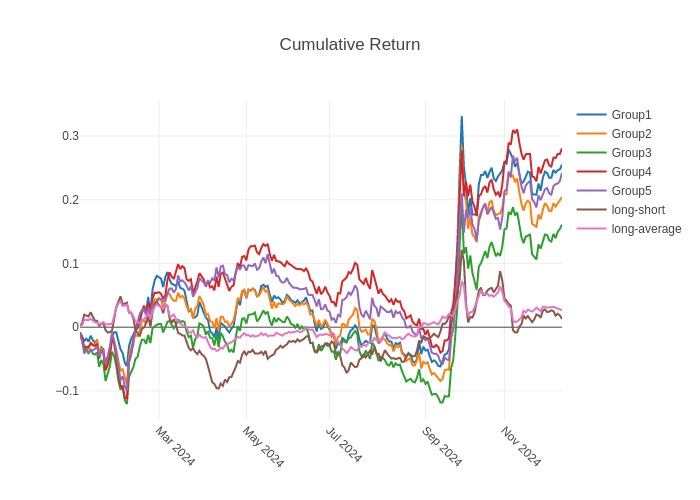 Cumulative Return
0.3
0.2
0.1
0
−0.1
Mar 2024
May 2024
Jul 2024
Sep 2024
Nov 2024
Group1
Group2
Group3
Group4
Group5
long-short
long-average